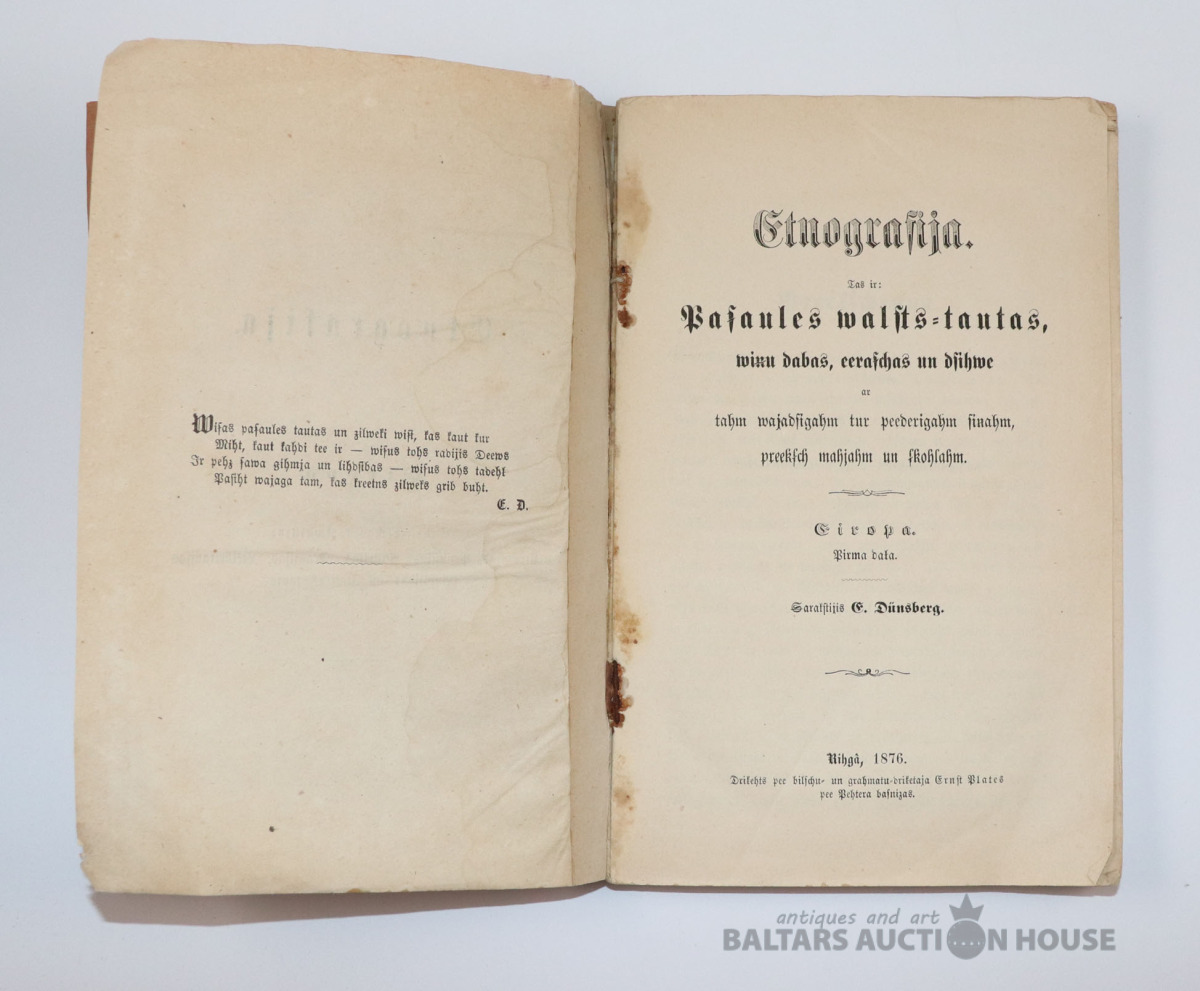 Wiſas paſaules tautas un zilweki wiſi, kas kaut kur
Miht, kaut kahdi tee ir — wiſus tohs radijis Deews
Ir pehz ſawa gihmja un lihdſibas — wiſus tohs tadehł
Paſiht wajaga tam, kas kreetns zilweks grib buht.
E. D.
Etnografija.
Tas ir:
Paſaules walſts-tautas,
wiņu dabas, eeraſchas un dſihwe
ar
tahm wajadſigahm tur peederigahm ſinahm,
preekſch mahjahm un ſkohlahm.
Eiropa.
Pirma daļa.
Sarakſtijis E. Dünsberg.
Rihgâ, 1876.
Drikehts pee bilſchu- un grahmatu-driketaja Ernſt Plates
pee Pehtera baſnizas.
antiques and art
BALTARS AUCTION HOUSE